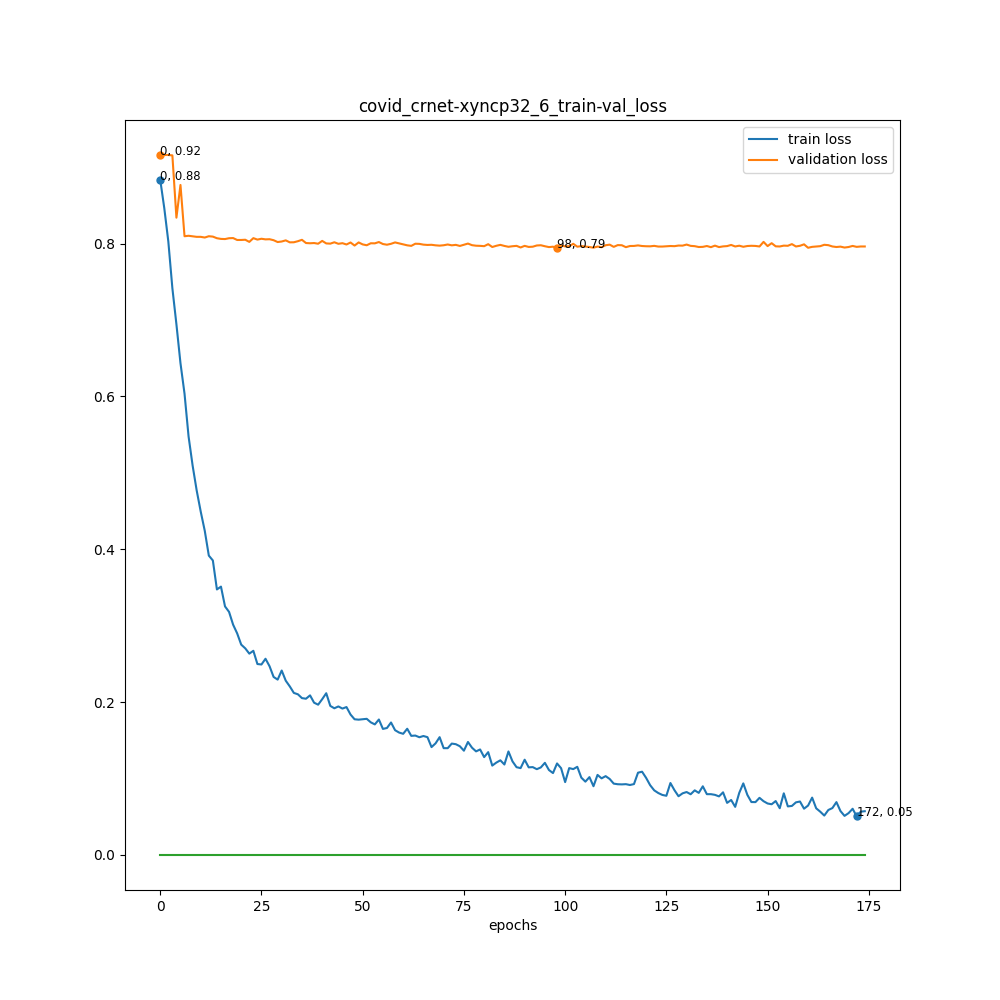 covid_crnet-xyncp32_6_train-val_loss
train loss
validation loss
0, 0.92
0, 0.88
98, 0.79
172, 0.05
0.8
0.6
0.4
0.2
0.0
0 25 50 75 100 125 150 175
epochs